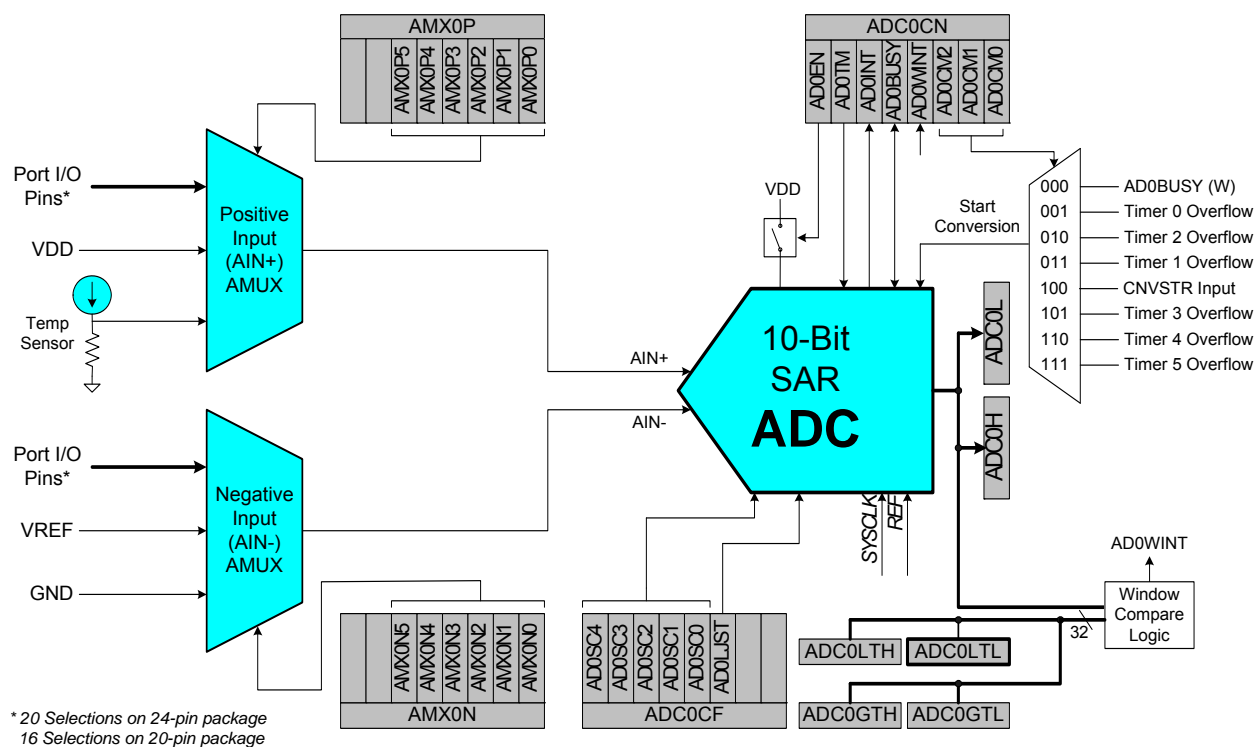 AMX0P
AMX0P5
AMX0P4
AMX0P3
AMX0P2
AMX0P1
AMX0P0
ADC0CN
AD0EN
AD0TM
AD0INT
AD0BUSY
AD0WINT
AD0CM2
AD0CM1
AD0CM0
Port I/O
Pins*
VDD
Temp
Sensor
Positive
Input
(AIN+)
AMUX
VDD
Start
Conversion
000 AD0BUSY (W)
001 Timer 0 Overflow
010 Timer 2 Overflow
011 Timer 1 Overflow
100 CNVSTR Input
101 Timer 3 Overflow
110 Timer 4 Overflow
111 Timer 5 Overflow
AIN+
AIN-
10-Bit
SAR
ADC
ADC0L
ADC0H
Port I/O
Pins*
VREF
GND
Negative
Input
(AIN-)
AMUX
SYSCLK
REF
AD0WINT
Window
Compare
Logic
32
AMX0N5
AMX0N4
AMX0N3
AMX0N2
AMX0N1
AMX0N0
AMX0N
AD0SC4
AD0SC3
AD0SC2
AD0SC1
AD0SC0
AD0LJST
ADC0CF
ADC0LTH
ADC0LTL
ADC0GTH
ADC0GTL
* 20 Selections on 24-pin package
16 Selections on 20-pin package